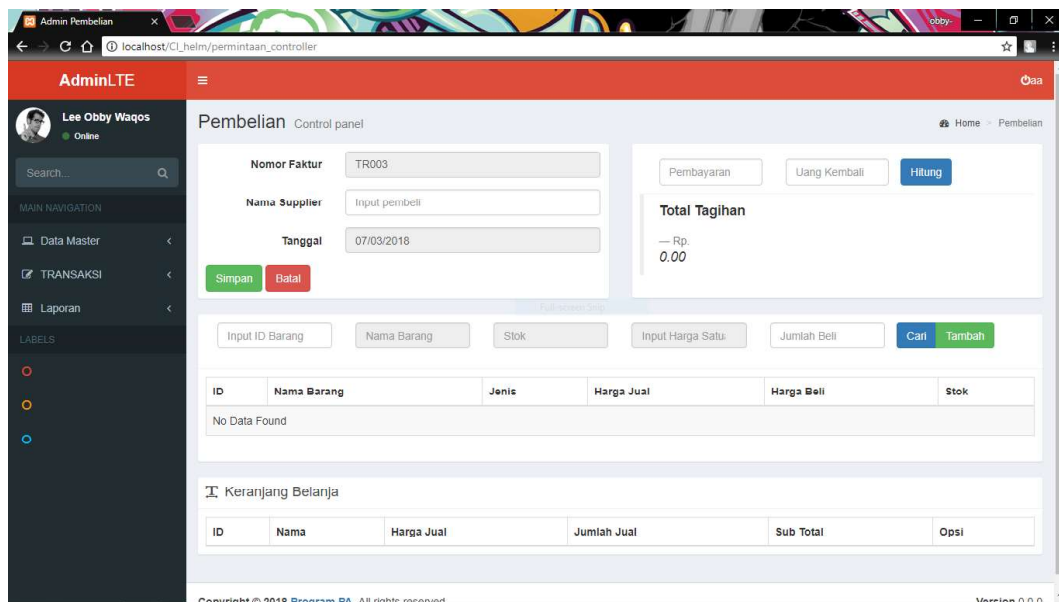 Admin Pembelian
obby-
localhost/CI_helm/permintaan_controller
AdminLTE
aa
Lee Obby Waqos
Online
Search...
MAIN NAVIGATION
Data Master
TRANSAKSI
Laporan
LABELS
Pembelian Control panel
Home > Pembelian
Nomor Faktur TR003
Nama Supplier Input pembeli
Tanggal 07/03/2018
Simpan Batal
Pembayaran Uang Kembali Hitung
Total Tagihan
— Rp.
0.00
Full-screen Snip
Input ID Barang Nama Barang Stok Input Harga Satu Jumlah Beli Cari Tambah
ID Nama Barang Jenis Harga Jual Harga Beli Stok
No Data Found
Keranjang Belanja
ID Nama Harga Jual Jumlah Jual Sub Total Opsi
Copyright © 2018 Program PA. All rights reserved.
Version 0.0.0